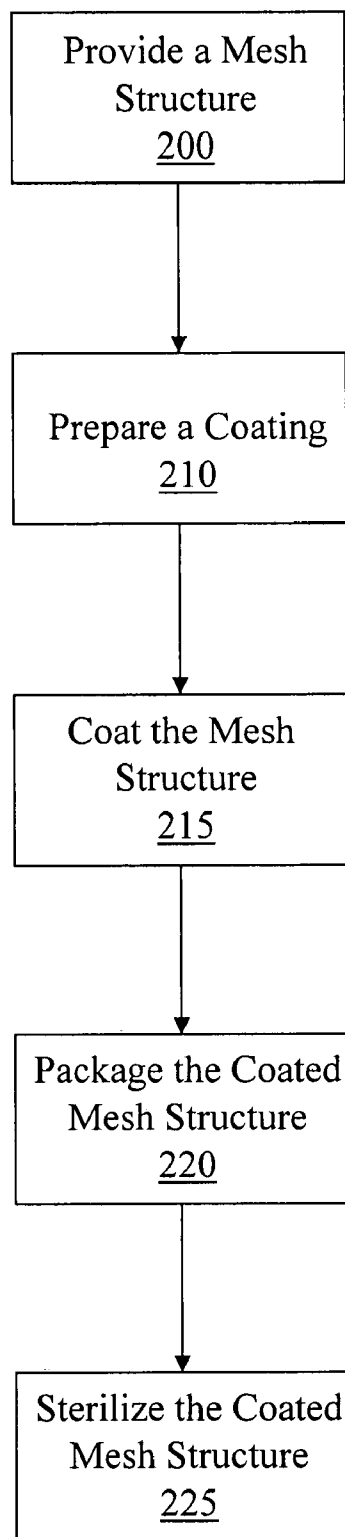 Provide a Mesh
Structure
200
Prepare a Coating
210
Coat the Mesh
Structure
215
Package the Coated
Mesh Structure
220
Sterilize the Coated
Mesh Structure
225